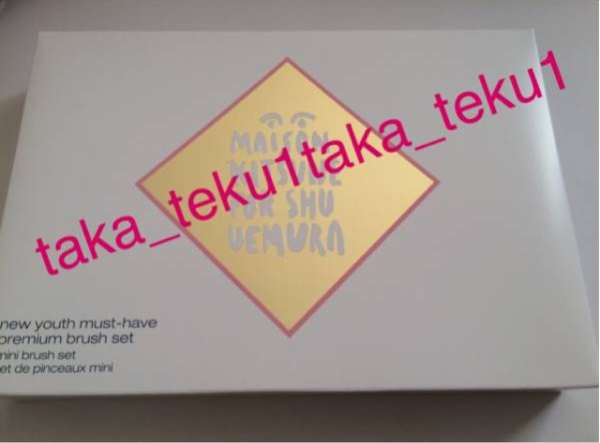 MAISON
KITSUNÉ
FOR SHU
UEMURA
taka_teku1taka_teku1
new youth must-have
premium brush set
mini brush set
et de pinceaux mini